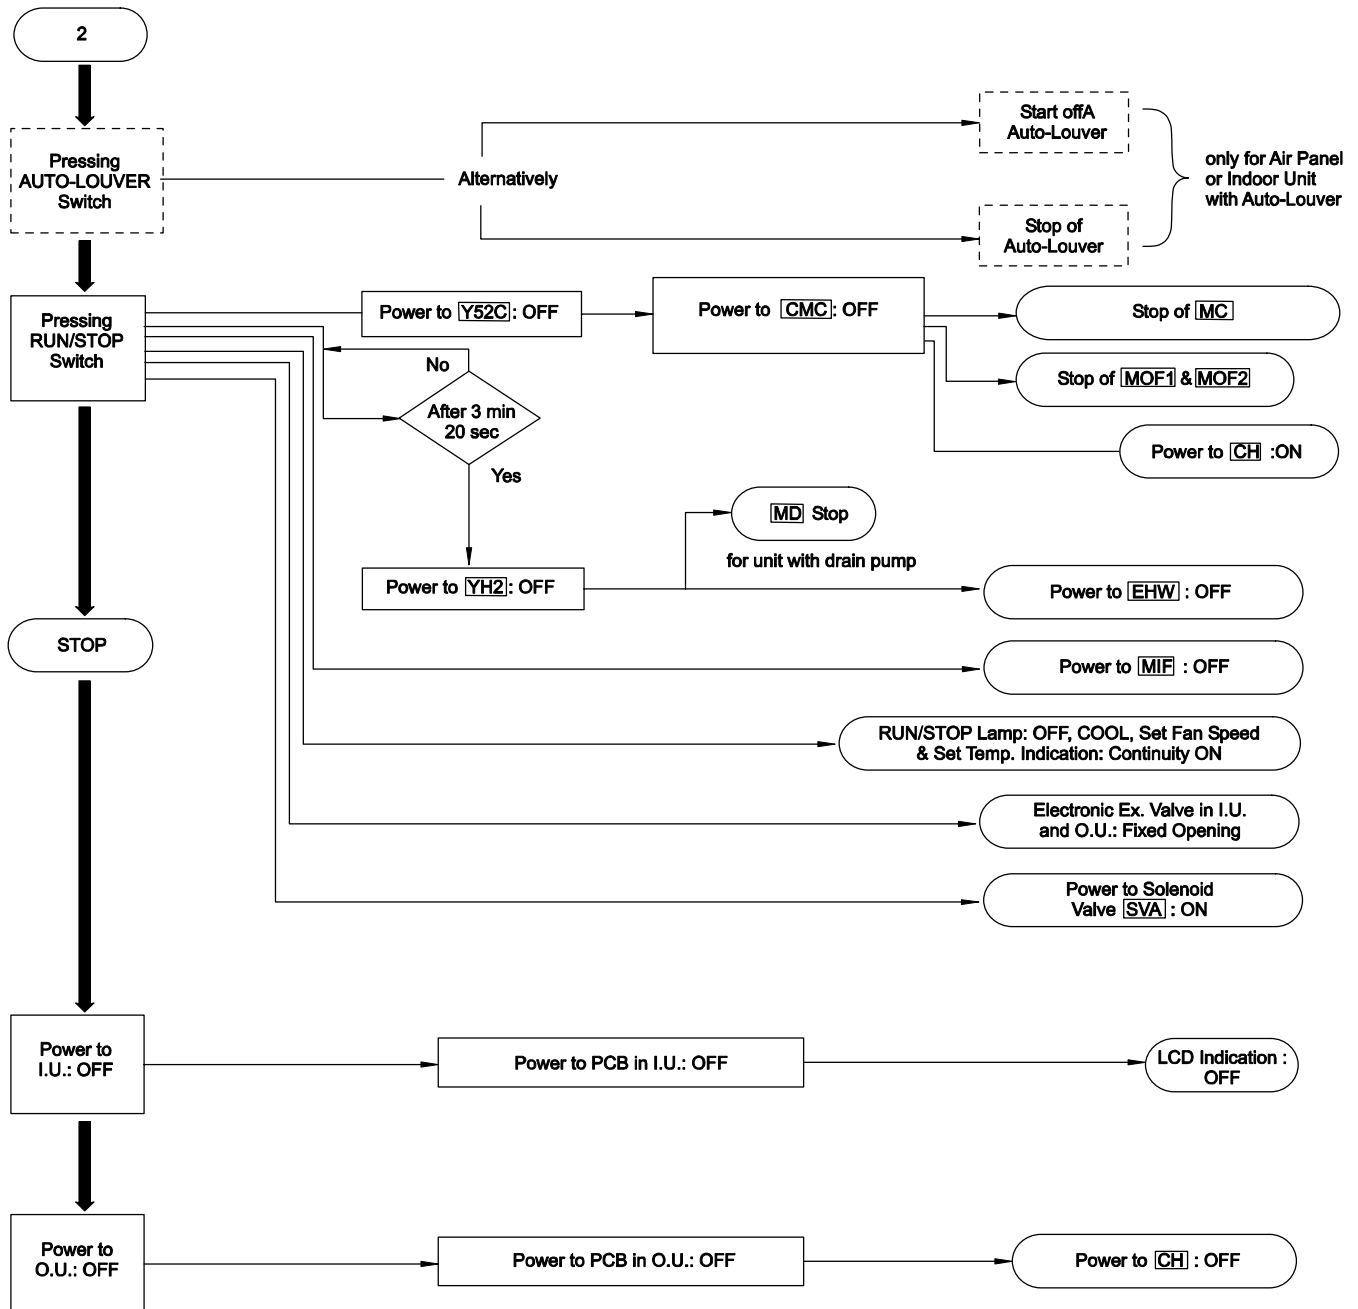 2
Start offA
Auto-Louver
Pressing
AUTO-LOUVER
Switch
Alternatively
only for Air Panel
or Indoor Unit
with Auto-Louver
Stop of
Auto-Louver
Pressing
RUN/STOP
Switch
Power to Y52C : OFF
Power to CMC : OFF
Stop of MC
No
Stop of MOF1 & MOF2
After 3 min
20 sec
Power to CH :ON
Yes
MD Stop
for unit with drain pump
Power to YH2 : OFF
Power to EHW : OFF
STOP
Power to MIF : OFF
RUN/STOP Lamp: OFF, COOL, Set Fan Speed
& Set Temp. Indication: Continuity ON
Electronic Ex. Valve in I.U.
and O.U.: Fixed Opening
Power to Solenoid
Valve SVA : ON
Power to
I.U.: OFF
Power to PCB in I.U.: OFF
LCD Indication :
OFF
Power to
O.U.: OFF
Power to PCB in O.U.: OFF
Power to CH : OFF